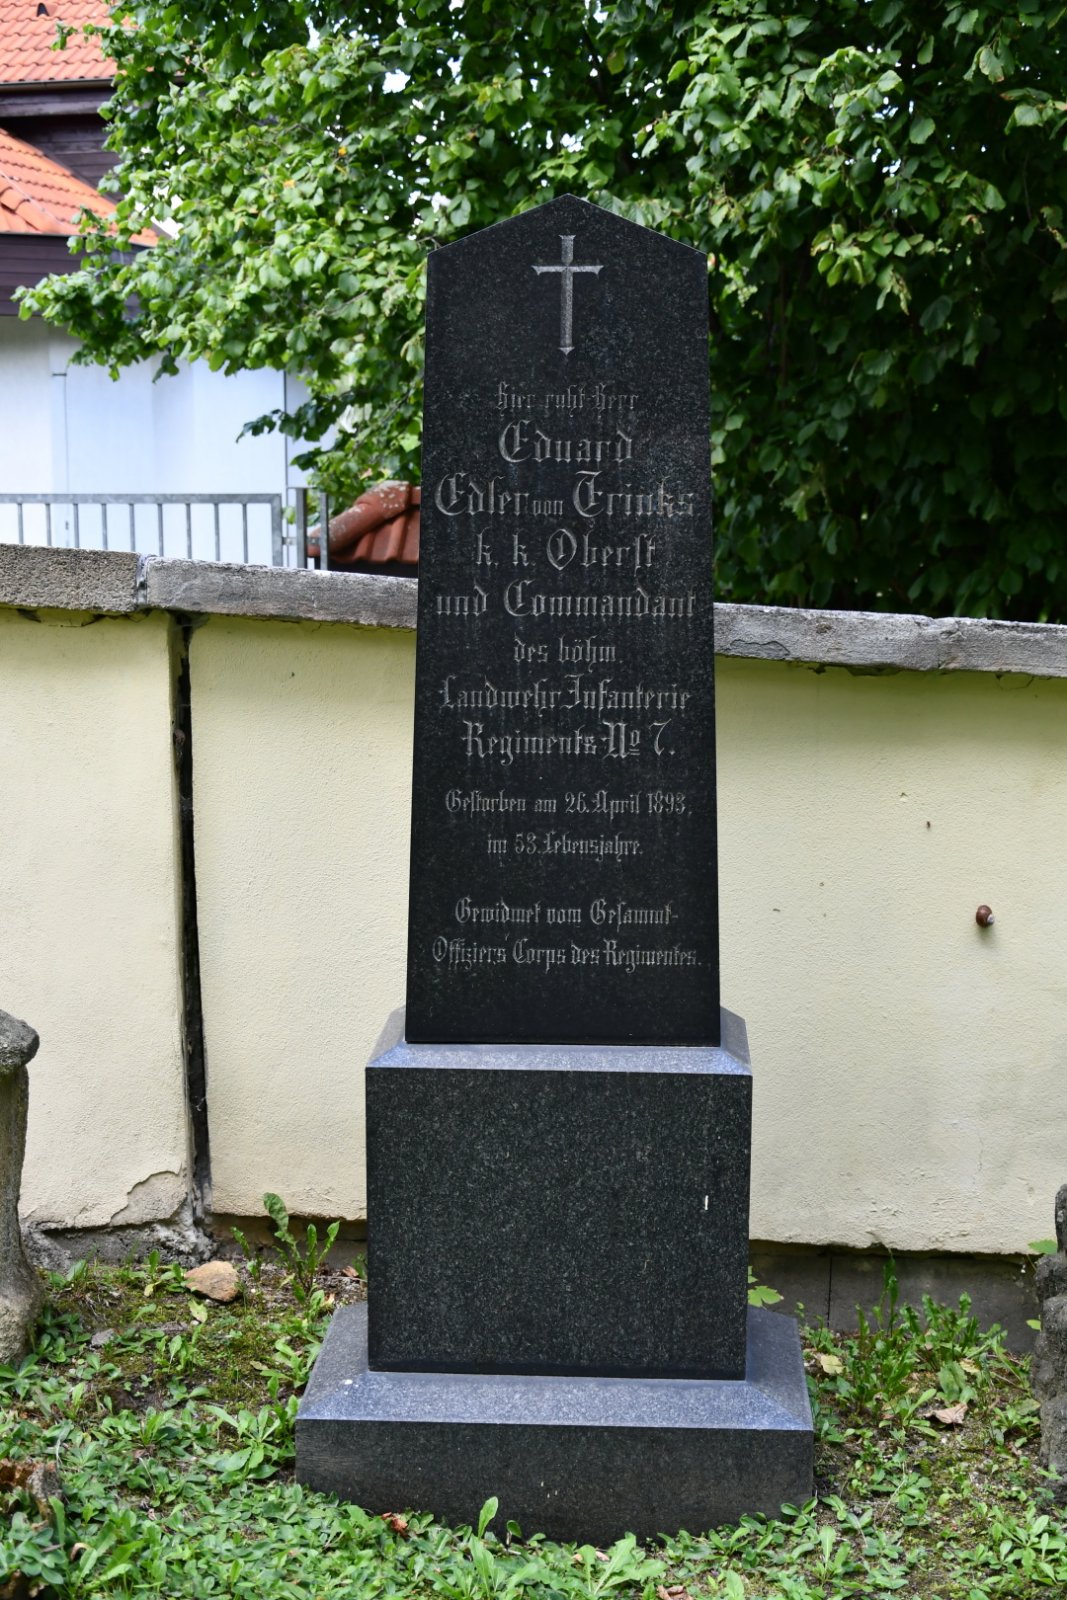 Hier ruht Herr
Eduard
Edler von Trinks
k. k. Oberst
und Commandant
des böhm.
Landwehr Infanterie
Regiments No 7.
Gestorben am 26. April 1893,
im 53. Lebensjahre.
Gewidmet vom Gesammt-
Offiziers Corps des Regimentes.